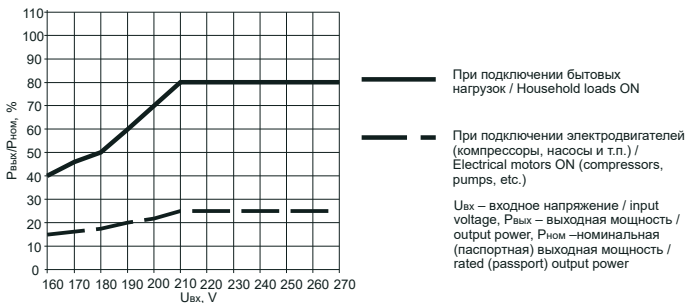 110
100
90
80
70
60
50
40
30
20
10
0
Pвых/Pном, %
160 170 180 190 200 210 220 230 240 250 260 270
Uвх, V
При подключении бытовых
нагрузок / Household loads ON
При подключении электродвигателей
(компрессоры, насосы и т.п.) /
Electrical motors ON (compressors,
pumps, etc.)
Uвх – входное напряжение / input
voltage, Pвых – выходная мощность /
output power, Pном –номинальная
(паспортная) выходная мощность /
rated (passport) output power